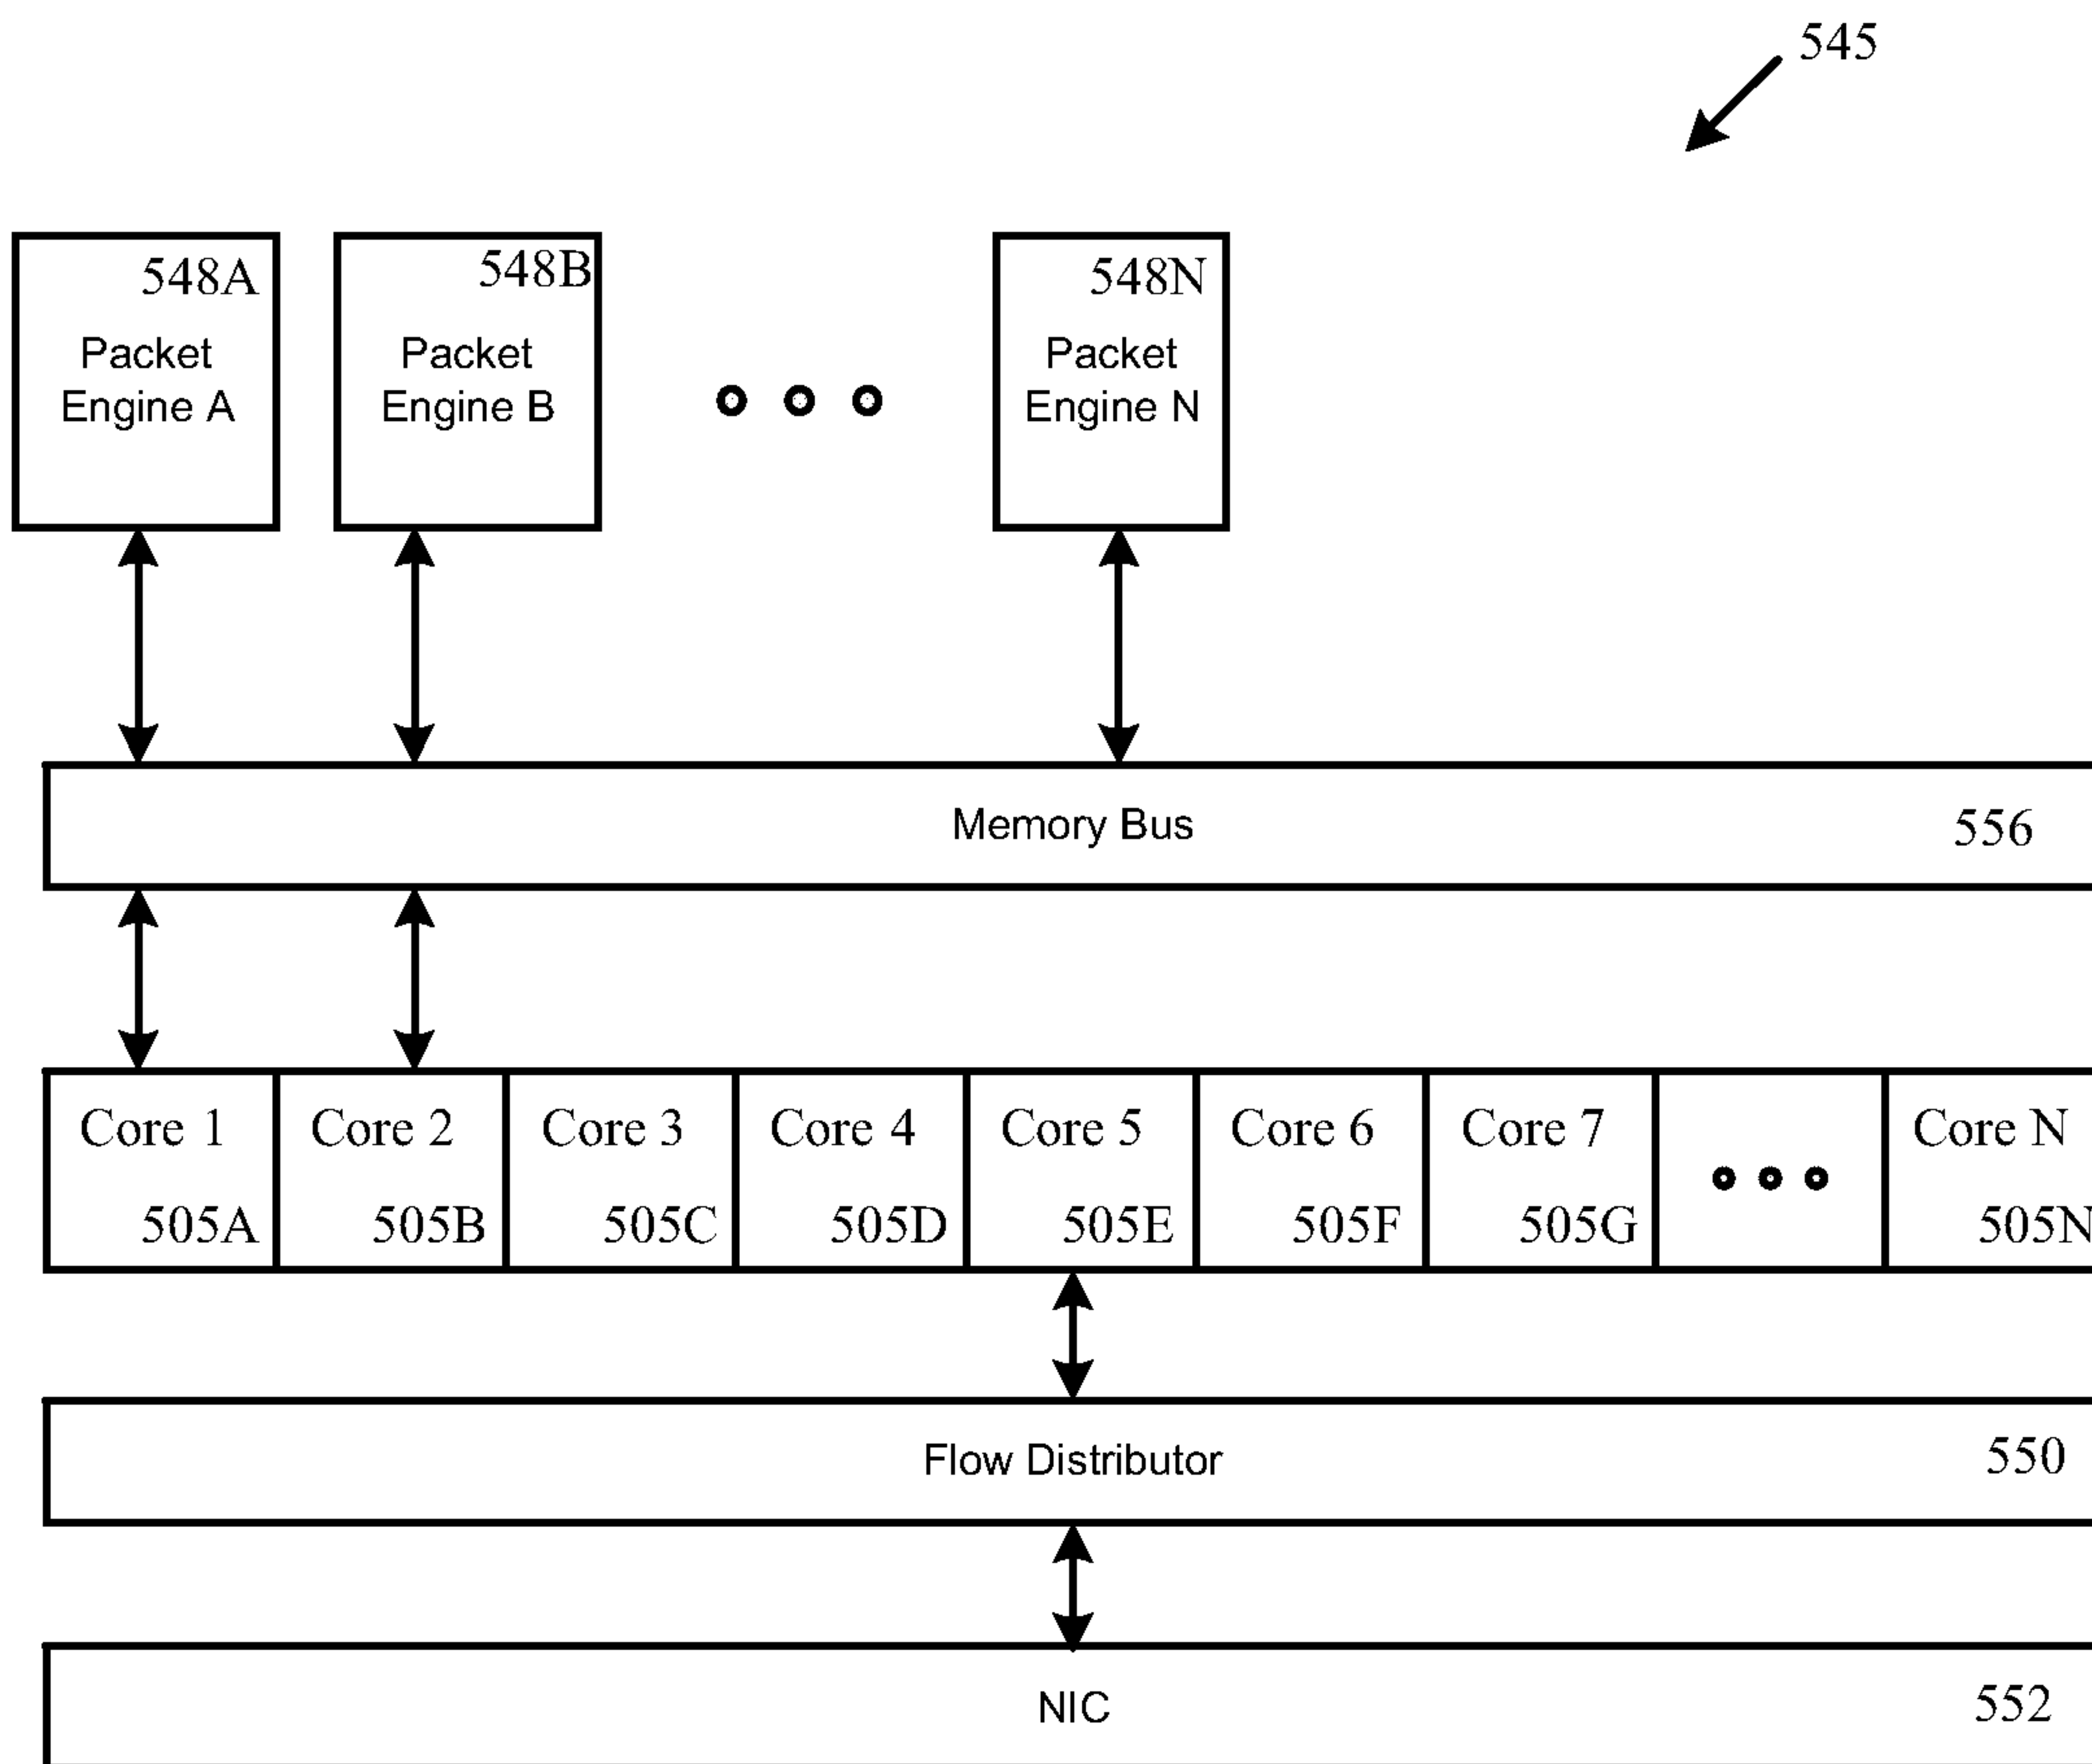 545
548A
Packet
Engine A
548B
Packet
Engine B
548N
Packet
Engine N
Memory Bus
556
Core 1
505A
Core 2
505B
Core 3
505C
Core 4
505D
Core 5
505E
Core 6
505F
Core 7
505G
Core N
505N
Flow Distributor
550
NIC
552